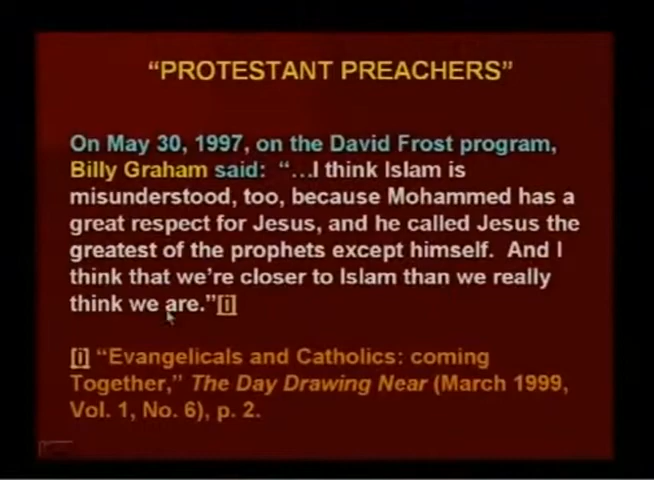 “PROTESTANT PREACHERS”
On May 30, 1997, on the David Frost program,
Billy Graham said: “…I think Islam is
misunderstood, too, because Mohammed has a
great respect for Jesus, and he called Jesus the
greatest of the prophets except himself. And I
think that we’re closer to Islam than we really
think we are.”[i]
[i] “Evangelicals and Catholics: coming
Together,” The Day Drawing Near (March 1999,
Vol. 1, No. 6), p. 2.